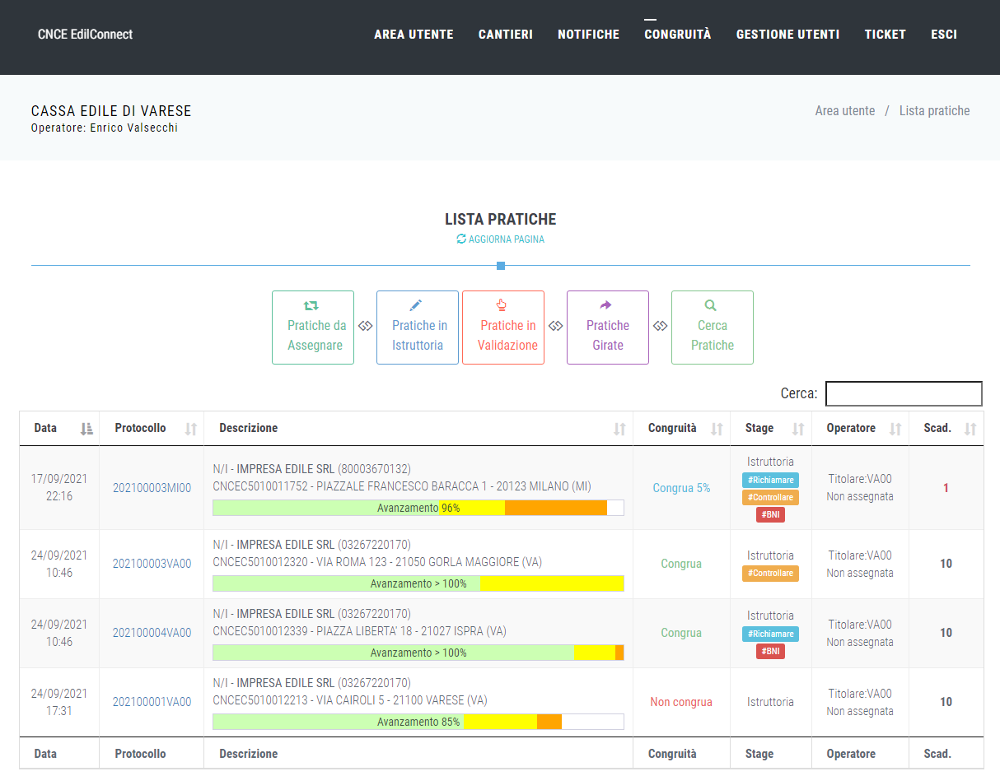 CNCE EdilConnect
AREA UTENTE CANTIERI NOTIFICHE CONGRUITÀ GESTIONE UTENTI TICKET ESCI
CASSA EDILE DI VARESE
Operatore: Enrico Valsecchi
Area utente / Lista pratiche
LISTA PRATICHE
AGGIORNA PAGINA
Pratiche da Assegnare
Pratiche in Istruttoria
Pratiche in Validazione
Pratiche Girate
Cerca Pratiche
Cerca:
Data Protocollo Descrizione Congruità Stage Operatore Scad.
17/09/2021 22:16
202100003MI00
N/I - IMPRESA EDILE SRL (80003670132)
CNCEC5010011752 - PIAZZALE FRANCESCO BARACCA 1 - 20123 MILANO (MI)
Avanzamento 96%
Congrua 5%
Istruttoria
#Richiamare
#Controllare
#BNI
Titolare:VA00
Non assegnata
1
24/09/2021 10:46
202100003VA00
N/I - IMPRESA EDILE SRL (03267220170)
CNCEC5010012320 - VIA ROMA 123 - 21050 GORLA MAGGIORE (VA)
Avanzamento > 100%
Congrua
Istruttoria
#Controllare
Titolare:VA00
Non assegnata
10
24/09/2021 10:46
202100004VA00
N/I - IMPRESA EDILE SRL (03267220170)
CNCEC5010012339 - PIAZZA LIBERTA' 18 - 21027 ISPRA (VA)
Avanzamento > 100%
Congrua
Istruttoria
#Richiamare
#BNI
Titolare:VA00
Non assegnata
10
24/09/2021 17:31
202100001VA00
N/I - IMPRESA EDILE SRL (03267220170)
CNCEC5010012213 - VIA CAIROLI 5 - 21100 VARESE (VA)
Avanzamento 85%
Non congrua
Istruttoria
Titolare:VA00
Non assegnata
10
Data Protocollo Descrizione Congruità Stage Operatore Scad.